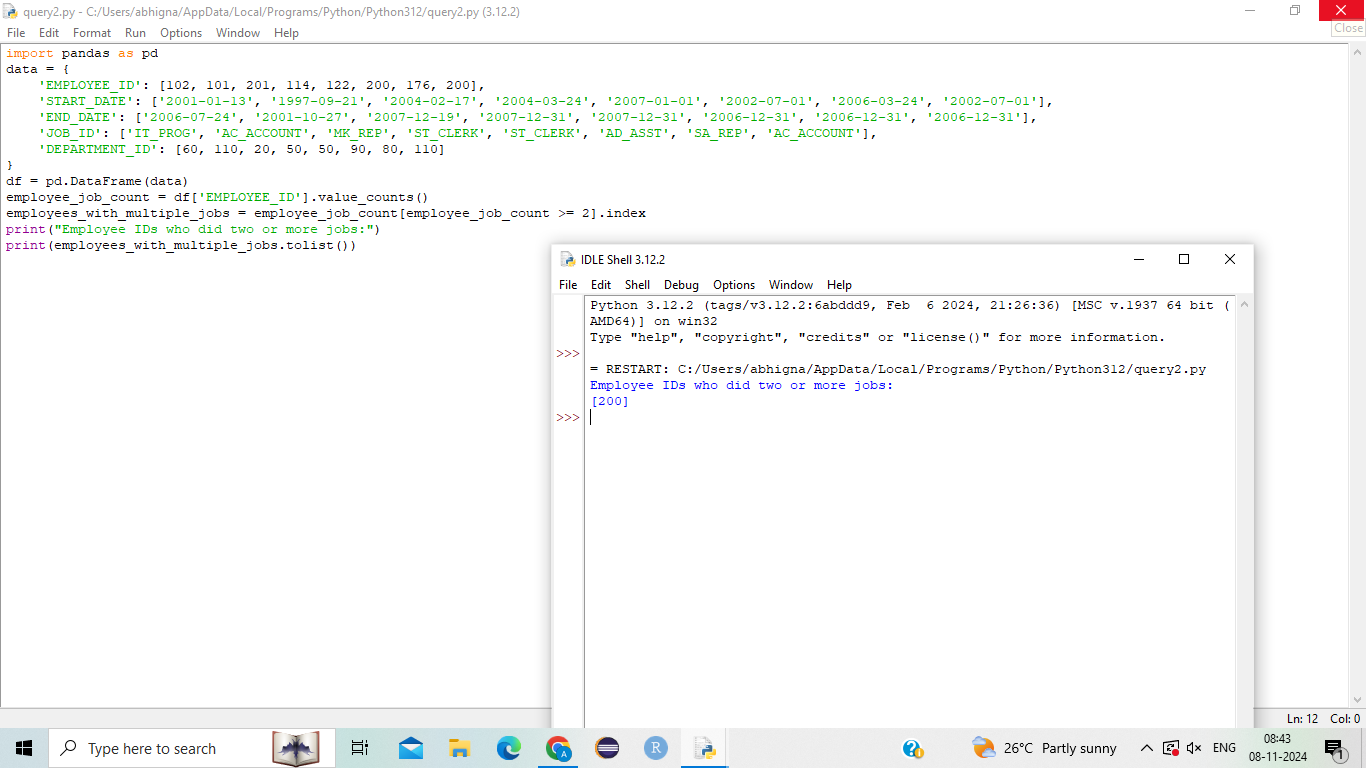 query2.py - C:/Users/abhigna/AppData/Local/Programs/Python/Python312/query2.py (3.12.2)
Close
File Edit Format Run Options Window Help
import pandas as pd
data = {
    'EMPLOYEE_ID': [102, 101, 201, 114, 122, 200, 176, 200],
    'START_DATE': ['2001-01-13', '1997-09-21', '2004-02-17', '2004-03-24', '2007-01-01', '2002-07-01', '2006-03-24', '2002-07-01'],
    'END_DATE': ['2006-07-24', '2001-10-27', '2007-12-19', '2007-12-31', '2007-12-31', '2006-12-31', '2006-12-31', '2006-12-31'],
    'JOB_ID': ['IT_PROG', 'AC_ACCOUNT', 'MK_REP', 'ST_CLERK', 'ST_CLERK', 'AD_ASST', 'SA_REP', 'AC_ACCOUNT'],
    'DEPARTMENT_ID': [60, 110, 20, 50, 50, 90, 80, 110]
}
df = pd.DataFrame(data)
employee_job_count = df['EMPLOYEE_ID'].value_counts()
employees_with_multiple_jobs = employee_job_count[employee_job_count >= 2].index
print("Employee IDs who did two or more jobs:")
print(employees_with_multiple_jobs.tolist())
IDLE Shell 3.12.2
File Edit Shell Debug Options Window Help
Python 3.12.2 (tags/v3.12.2:6abddd9, Feb  6 2024, 21:26:36) [MSC v.1937 64 bit (
AMD64)] on win32
Type "help", "copyright", "credits" or "license()" for more information.
>>>
= RESTART: C:/Users/abhigna/AppData/Local/Programs/Python/Python312/query2.py
Employee IDs who did two or more jobs:
[200]
>>>
Ln: 12 Col: 0
Type here to search
R
A
26°C Partly sunny
ENG
08:43
08-11-2024
1